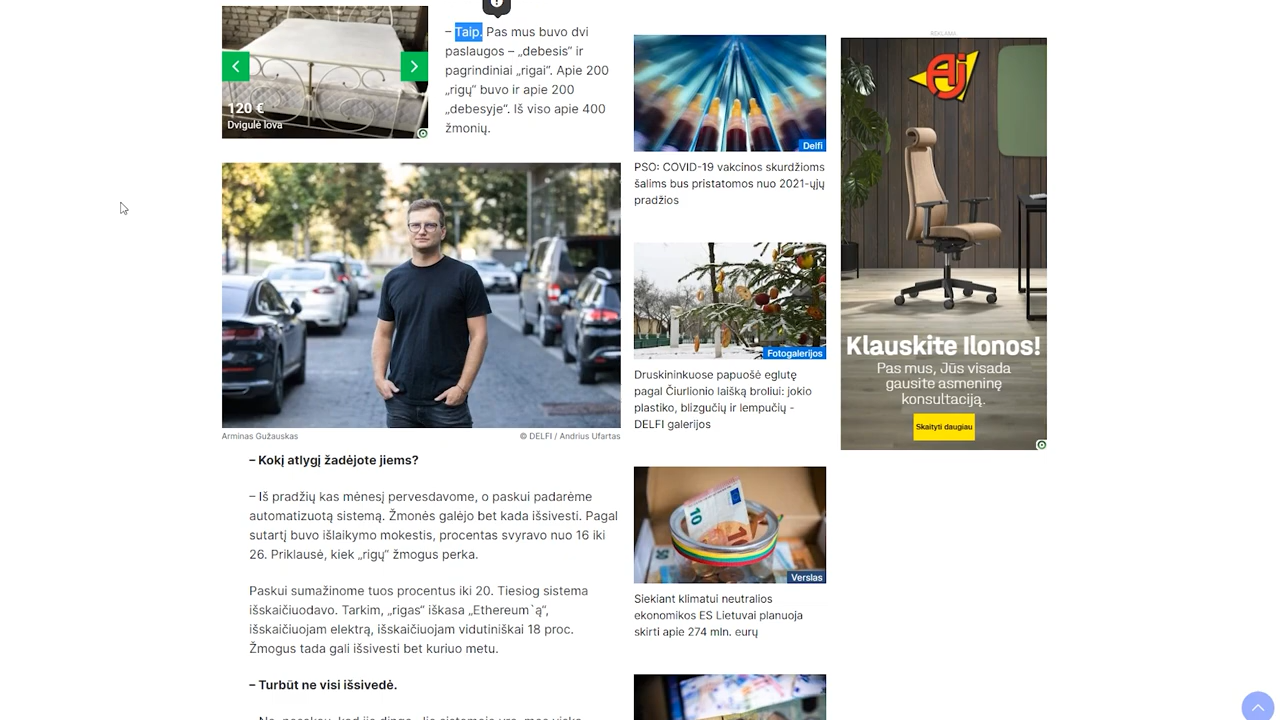 120 €
Dvigulė lova
– Taip. Pas mus buvo dvi
paslaugos – „debesis“ ir
pagrindiniai „rigai“. Apie 200
„rigų“ buvo ir apie 200
„debesyje“. Iš viso apie 400
žmonių.
Arminas Gužauskas
© DELFI / Andrius Ufartas
– Kokį atlygį žadėjote jiems?
– Iš pradžių kas mėnesį pervesdavome, o paskui padarėme
automatizuotą sistemą. Žmonės galėjo bet kada išsivesti. Pagal
sutartį buvo išlaikymo mokestis, procentas svyravo nuo 16 iki
26. Priklausė, kiek „rigų“ žmogus perka.
Paskui sumažinome tuos procentus iki 20. Tiesiog sistema
išskaičiuodavo. Tarkim, „rigas“ iškasa „Ethereum`ą“,
išskaičiuojam elektrą, išskaičiuojam vidutiniškai 18 proc.
Žmogus tada gali išsivesti bet kuriuo metu.
– Turbūt ne visi išsivedė.
Delfi
PSO: COVID-19 vakcinos skurdžioms
šalims bus pristatomos nuo 2021-ųjų
pradžios
Fotogalerijos
Druskininkuose papuošė eglutę
pagal Čiurlionio laišką broliui: jokio
plastiko, blizgučių ir lempučių -
DELFI galerijos
10
Verslas
Siekiant klimatui neutralios
ekonomikos ES Lietuvai planuoja
skirti apie 274 mln. eurų
REKLAMA
AJ
Klauskite Ilonos!
Pas mus, Jūs visada
gausite asmeninę
konsultaciją.
Skaityti daugiau